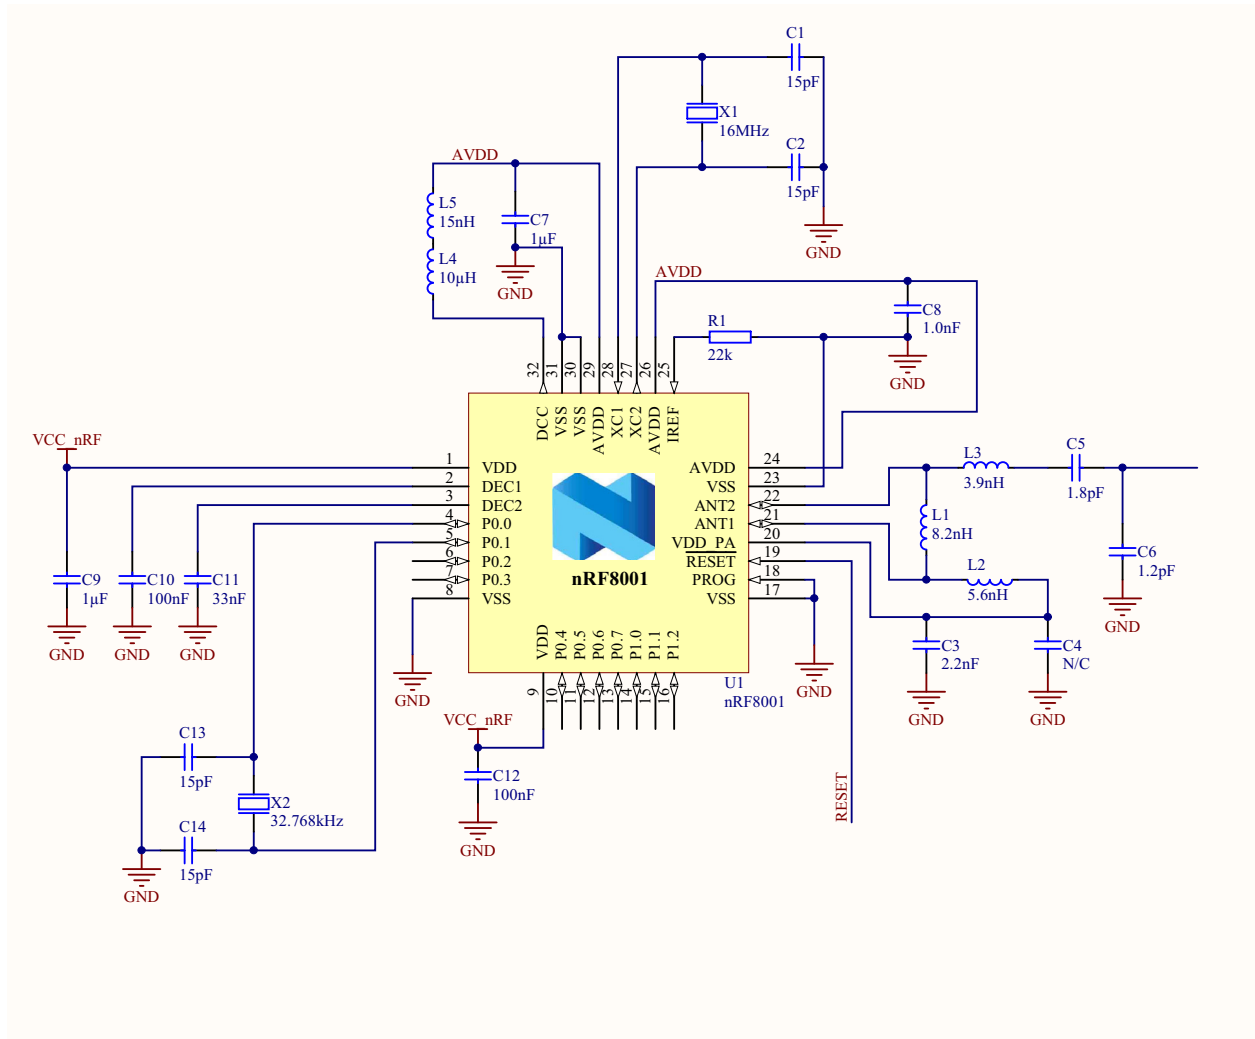 C1
15pF
X1
16MHz
C2
15pF
GND
AVDD
L5
15nH
C7
1µF
L4
10µH
GND
AVDD
C8
1.0nF
R1
22k
GND
32
31
30
29
28
27
26
25
DCC
VSS
VSS
AVDD
XC1
XC2
AVDD
IREF
VCC_nRF
1 VDD
2 DEC1
3 DEC2
4 P0.0
5 P0.1
6 P0.2
7 P0.3
8 VSS
AVDD 24
VSS 23
ANT2 22
ANT1 21
VDD_PA 20
RESET 19
PROG 18
VSS 17
nRF8001
L3
3.9nH
C5
1.8pF
L1
8.2nH
L2
5.6nH
C6
1.2pF
GND
C9
1µF
C10
100nF
C11
33nF
GND
GND
GND
C3
2.2nF
C4
N/C
GND
GND
GND
GND
VDD
P0.4
P0.5
P0.6
P0.7
P1.0
P1.1
P1.2
9
10
11
12
13
14
15
16
U1
nRF8001
VCC_nRF
C12
100nF
GND
RESET
C13
15pF
X2
32.768kHz
C14
15pF
GND